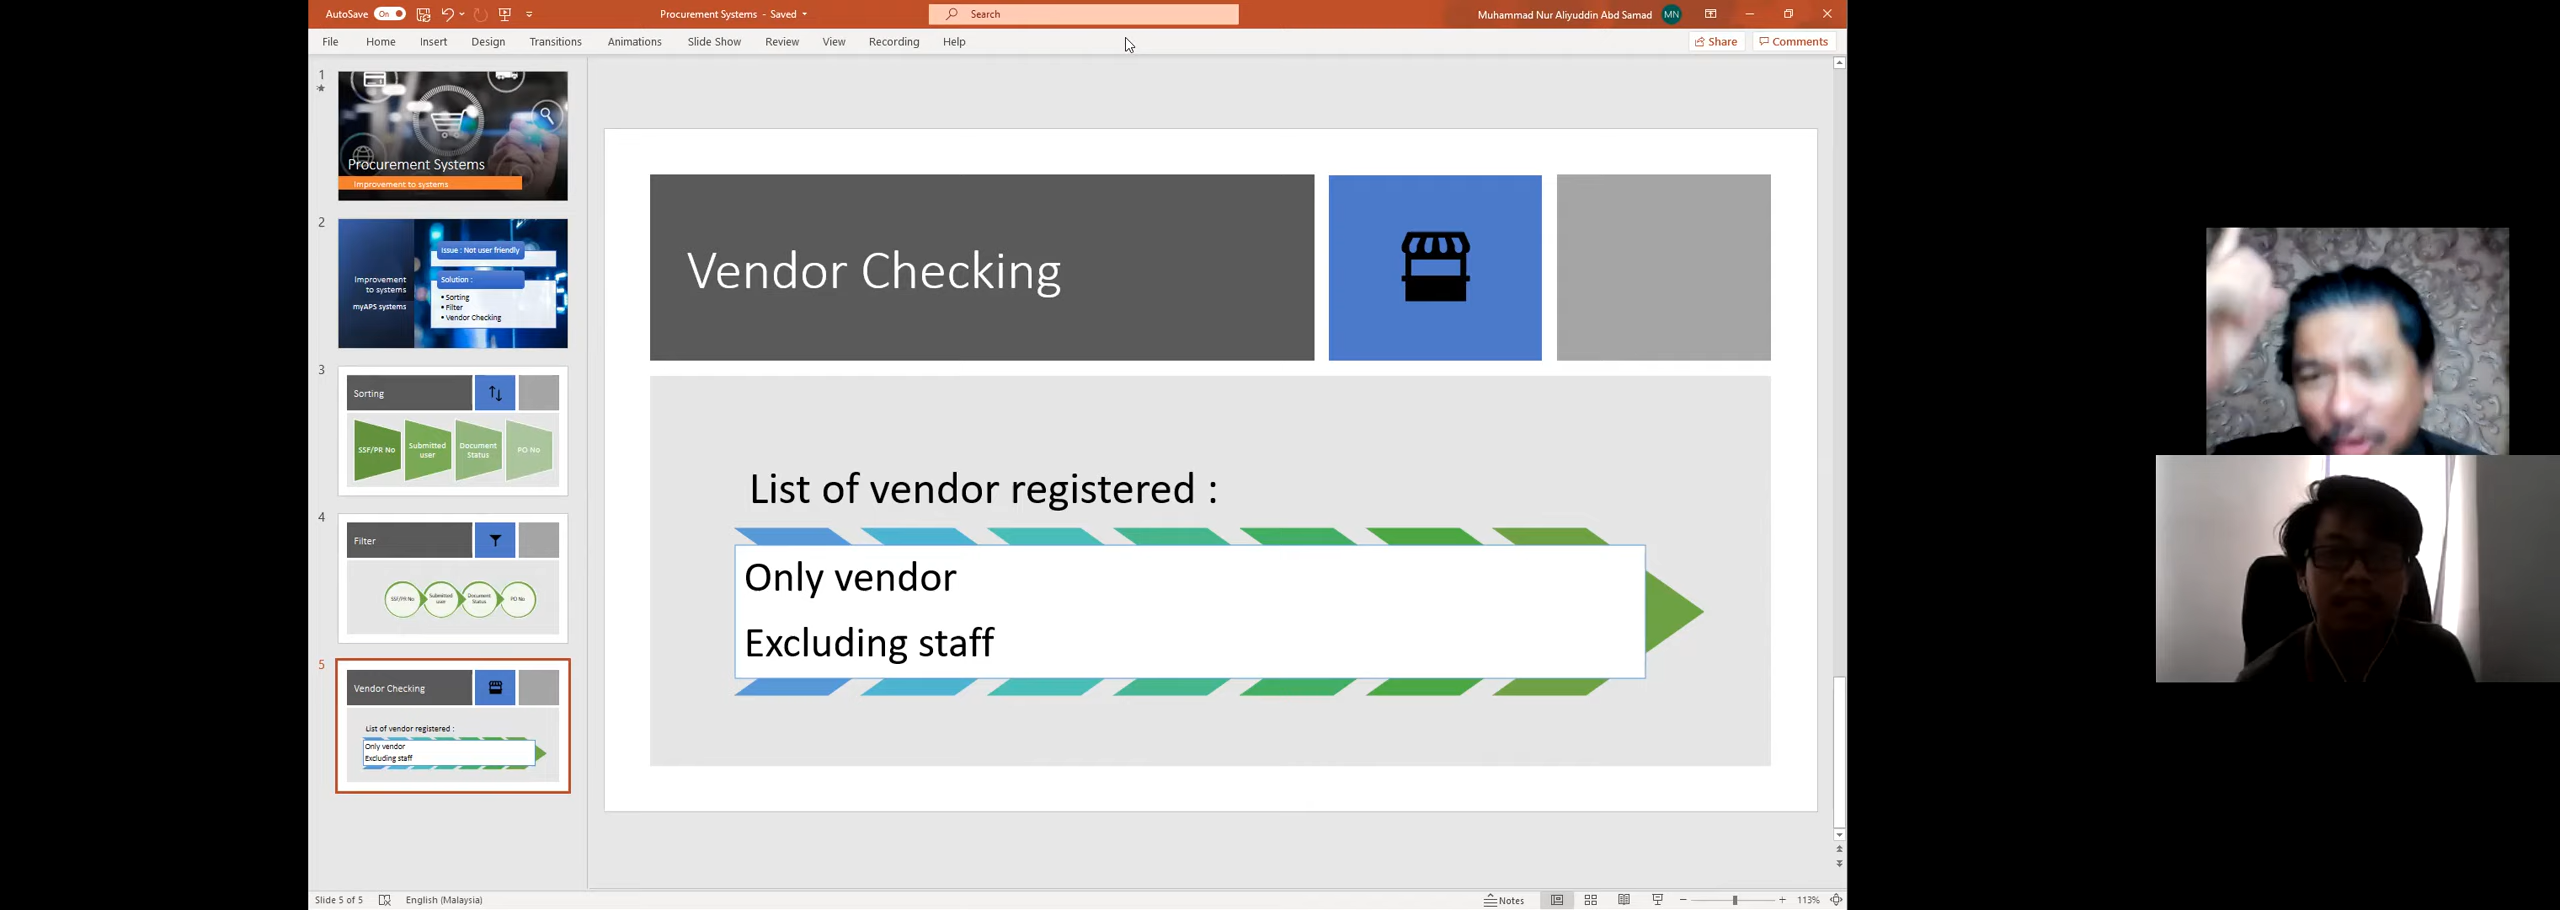 AutoSave On Procurement Systems - Saved Search Muhammad Nur Aliyuddin Abd Samad MN
File Home Insert Design Transitions Animations Slide Show Review View Recording Help Share Comments
1
Procurement Systems
Improvement to systems
2
Improvement
to systems
myAPS systems
Issue : Not user friendly
Solution :
• Sorting
• Filter
• Vendor Checking
3
Sorting
SSF/PR No
Submitted
user
Document
Status
PO No
4
Filter
SSF/PR No
Submitted
user
Document
Status
PO No
5
Vendor Checking
List of vendor registered :
Only vendor
Excluding staff
Vendor Checking
List of vendor registered :
Only vendor
Excluding staff
Slide 5 of 5 English (Malaysia) Notes 113%